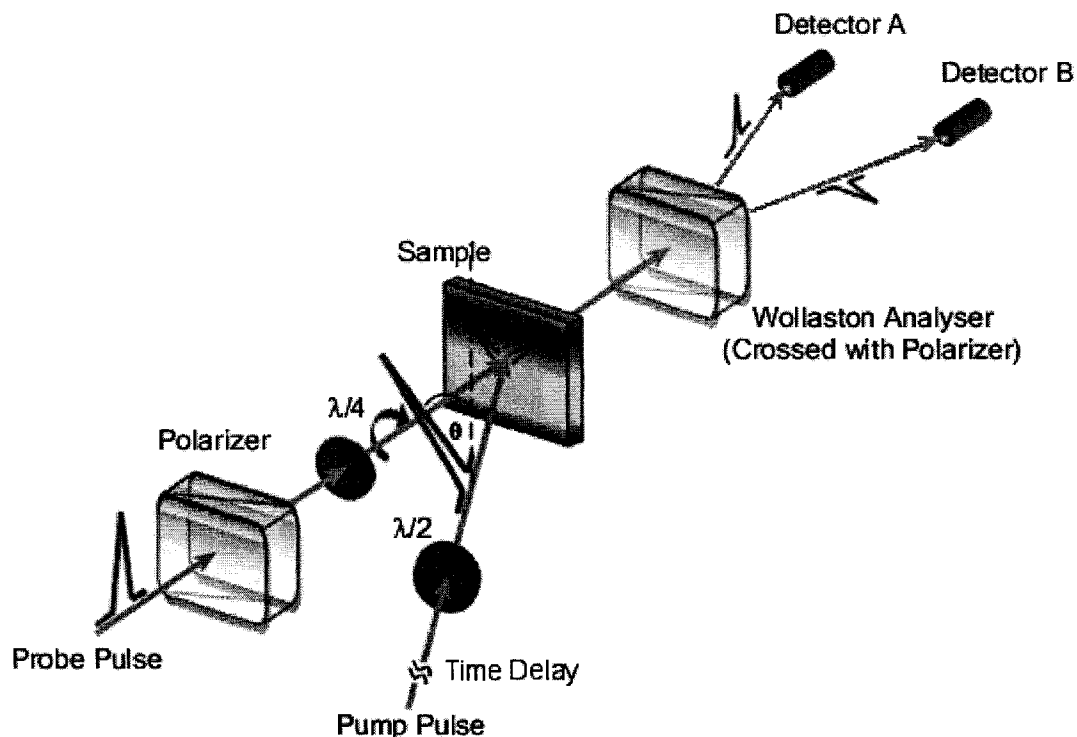 Detector A
Detector B
Sample
Wollaston Analyser
(Crossed with Polarizer)
λ/4
θ
Polarizer
λ/2
Probe Pulse
Time Delay
Pump Pulse